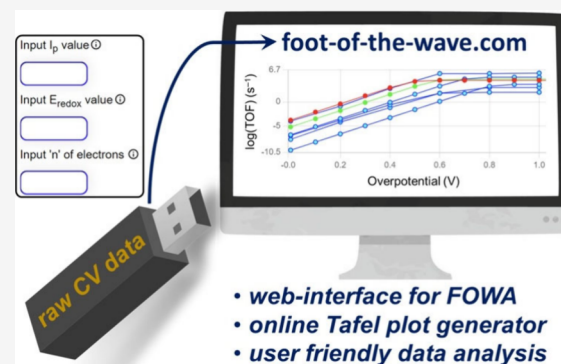 Input Ip value ⓘ
Input Eredox value ⓘ
Input 'n' of electrons ⓘ
raw CV data
foot-of-the-wave.com
log(TOF) (s⁻¹)
6.7
0
-5
-10.5
-0.0
0.2
0.4
0.6
0.8
1.0
Overpotential (V)
• web-interface for FOWA
• online Tafel plot generator
• user friendly data analysis